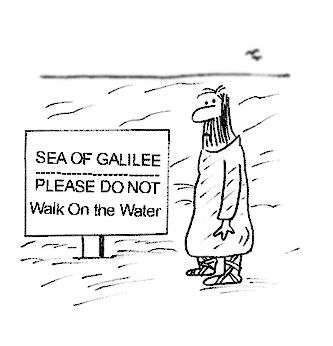 SEA OF GALILEE
PLEASE DO NOT
Walk On the Water